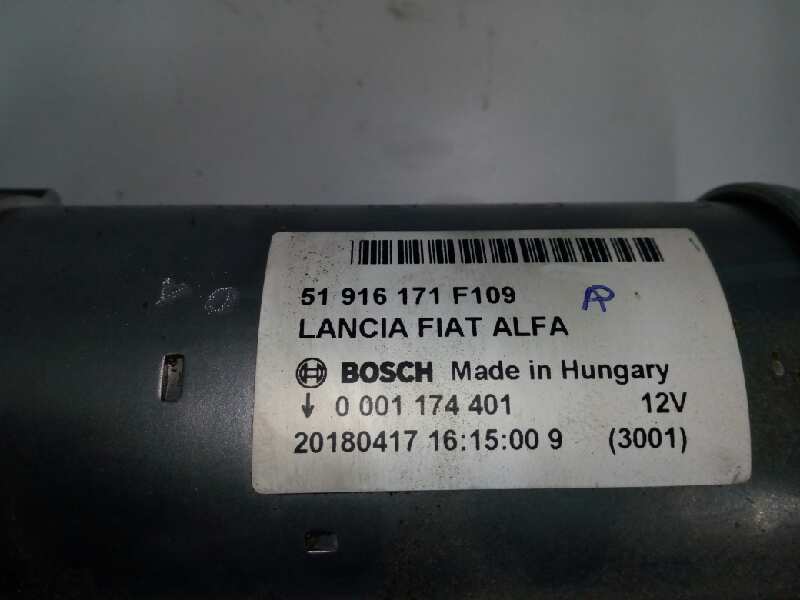 51 916 171 F109
LANCIA FIAT ALFA
BOSCH Made in Hungary
↓ 0 001 174 401 12V
20180417 16:15:00 9 (3001)